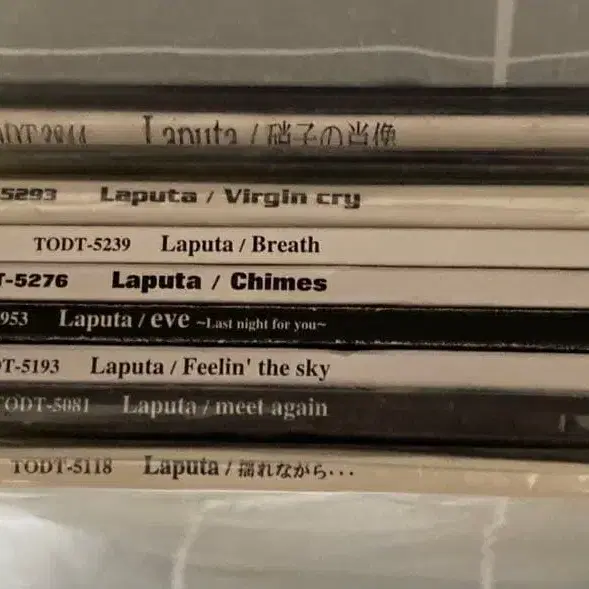 Laputa / 硝子の肖像
5293 Laputa / Virgin cry
TODT-5239 Laputa / Breath
T-5276 Laputa / Chimes
953 Laputa / eve ~Last night for you~
DT-5193 Laputa / Feelin' the sky
TODT-5081 Laputa / meet again
TODT-5118 Laputa / 揺れながら···